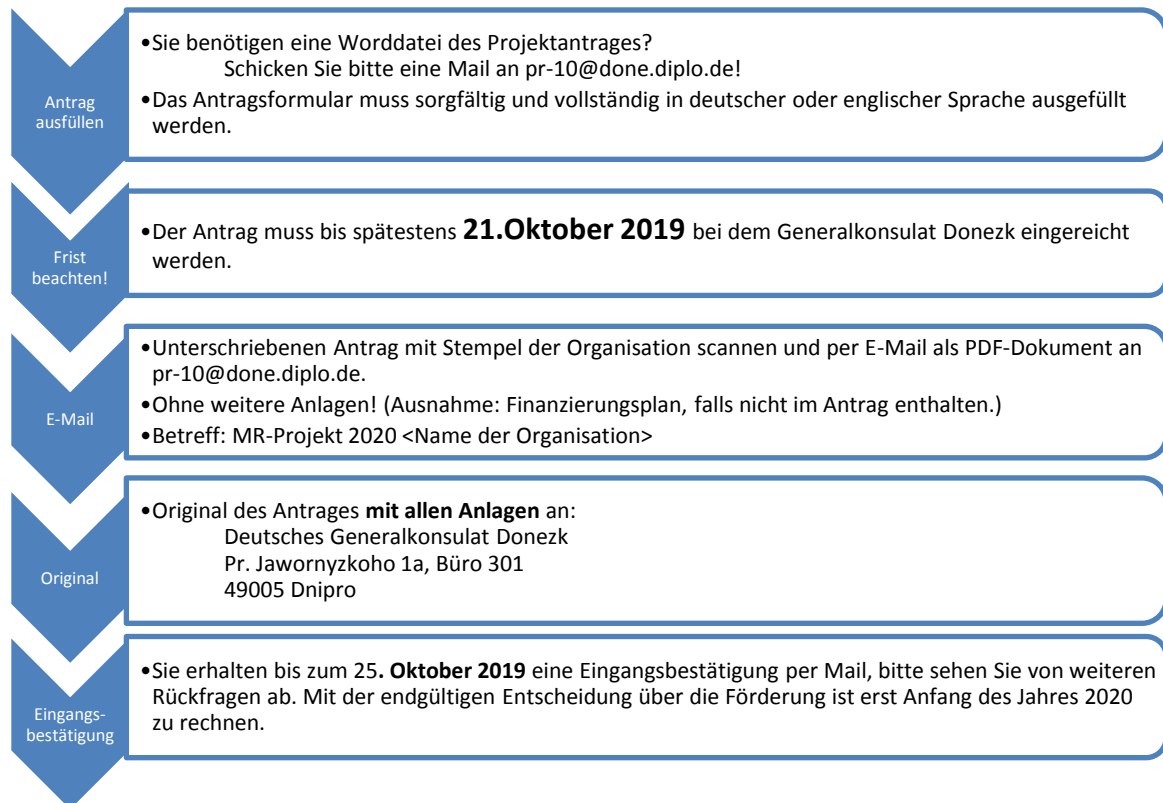 Antrag
ausfüllen
•Sie benötigen eine Worddatei des Projektantrages?
Schicken Sie bitte eine Mail an pr-10@done.diplo.de!
•Das Antragsformular muss sorgfältig und vollständig in deutscher oder englischer Sprache ausgefüllt
werden.
Frist
beachten!
•Der Antrag muss bis spätestens 21.Oktober 2019 bei dem Generalkonsulat Donezk eingereicht
werden.
E-Mail
•Unterschriebenen Antrag mit Stempel der Organisation scannen und per E-Mail als PDF-Dokument an
pr-10@done.diplo.de.
•Ohne weitere Anlagen! (Ausnahme: Finanzierungsplan, falls nicht im Antrag enthalten.)
•Betreff: MR-Projekt 2020 <Name der Organisation>
Original
•Original des Antrages mit allen Anlagen an:
Deutsches Generalkonsulat Donezk
Pr. Jawornyzkoho 1a, Büro 301
49005 Dnipro
Eingangs-
bestätigung
•Sie erhalten bis zum 25. Oktober 2019 eine Eingangsbestätigung per Mail, bitte sehen Sie von weiteren
Rückfragen ab. Mit der endgültigen Entscheidung über die Förderung ist erst Anfang des Jahres 2020
zu rechnen.